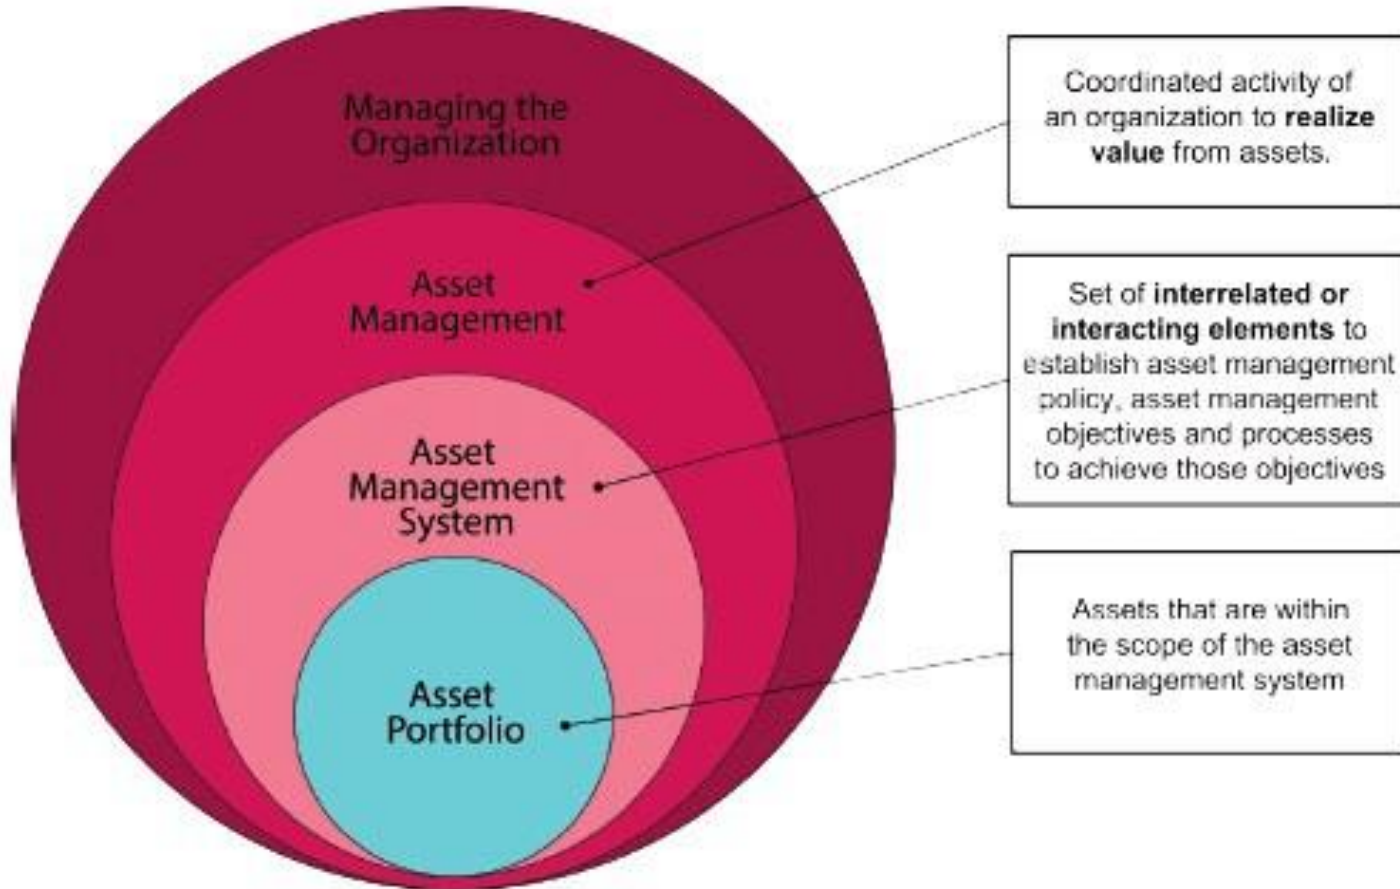 Managing the
Organization
Asset
Management
Asset
Management
System
Asset
Portfolio
Coordinated activity of
an organization to realize
value from assets.
Set of interrelated or
interacting elements to
establish asset management
policy, asset management
objectives and processes
to achieve those objectives
Assets that are within
the scope of the asset
management system